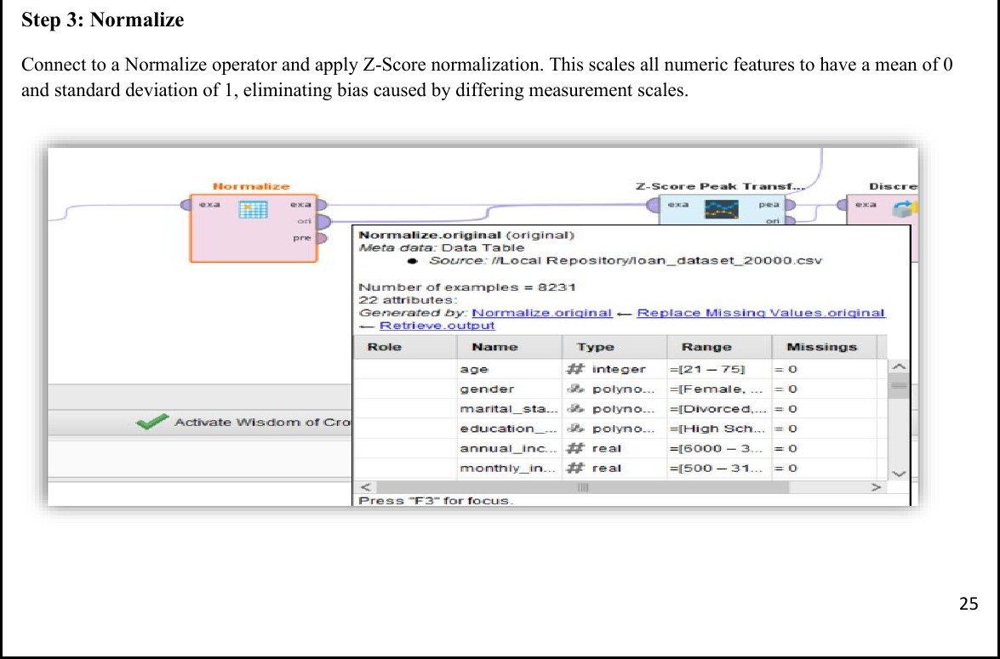 Step 3: Normalize
Connect to a Normalize operator and apply Z-Score normalization. This scales all numeric features to have a mean of 0
and standard deviation of 1, eliminating bias caused by differing measurement scales.
Normalize
exa exa
ori
pre
Z-Score Peak Transf...
exa pea
ori
Discre
exa
Normalize.original (original)
Meta data: Data Table
● Source: //Local Repository/loan_dataset_20000.csv
Number of examples = 8231
22 attributes:
Generated by: Normalize.original ← Replace Missing Values.original
← Retrieve.output
Role Name Type Range Missings
age # integer =[21 – 75] = 0
gender polyno... =[Female, ... = 0
marital_sta... polyno... =[Divorced,... = 0
education_... polyno... =[High Sch... = 0
annual_inc... # real =[6000 – 3... = 0
monthly_in... # real =[500 – 31... = 0
Press "F3" for focus.
Activate Wisdom of Cro
25